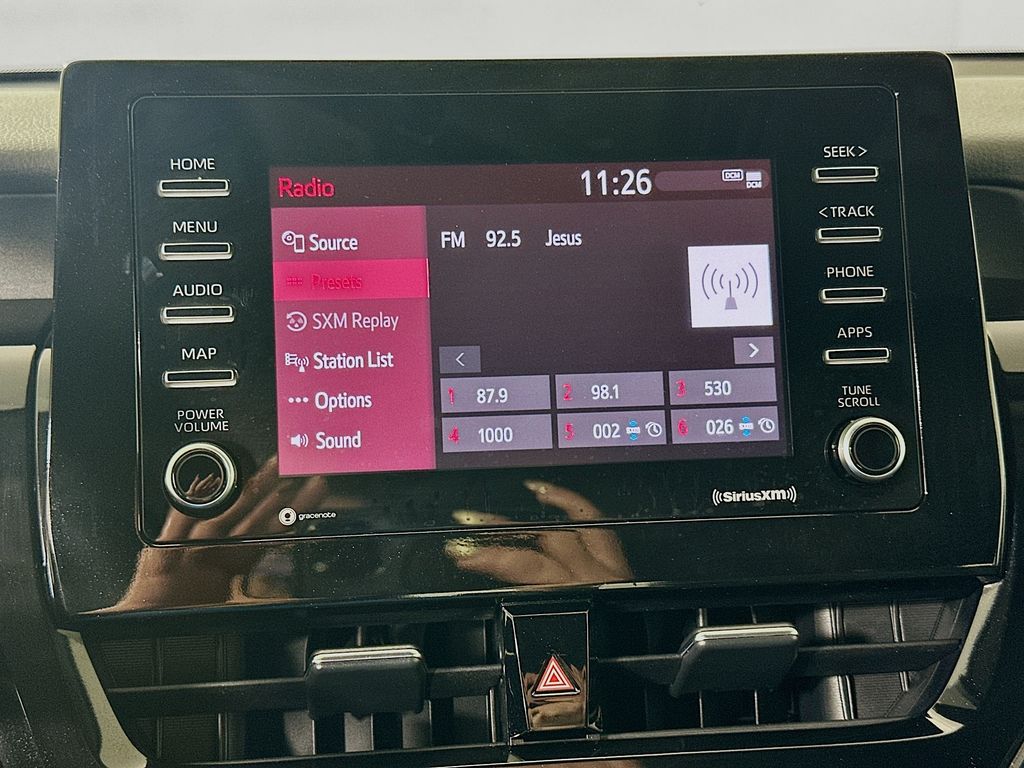 HOME
MENU
AUDIO
MAP
POWER
VOLUME
Radio
11:26
DCM
DCM
Source
Presets
SXM Replay
Station List
Options
Sound
FM 92.5 Jesus
<
>
1 87.9
2 98.1
3 530
4 1000
5 002
6 026
SEEK >
< TRACK
PHONE
APPS
TUNE
SCROLL
gracenote
((SiriusXM))